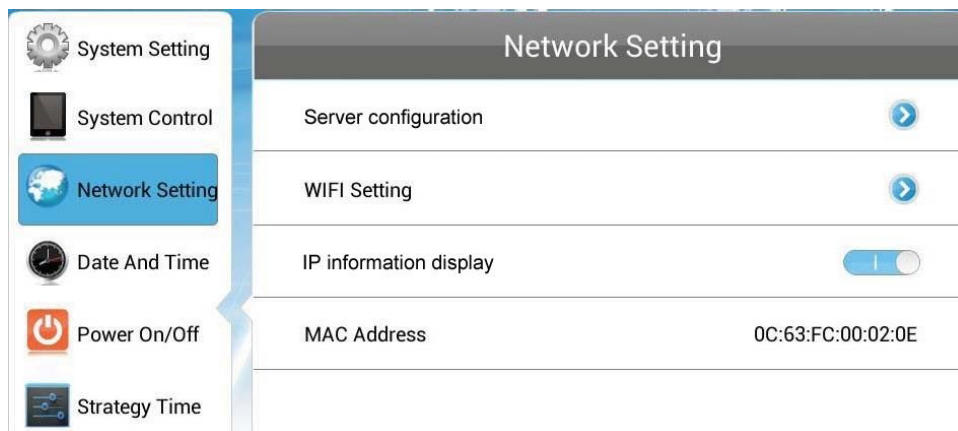 System Setting
System Control
Network Setting
Date And Time
Power On/Off
Strategy Time
Network Setting
Server configuration
WIFI Setting
IP information display
MAC Address 0C:63:FC:00:02:0E